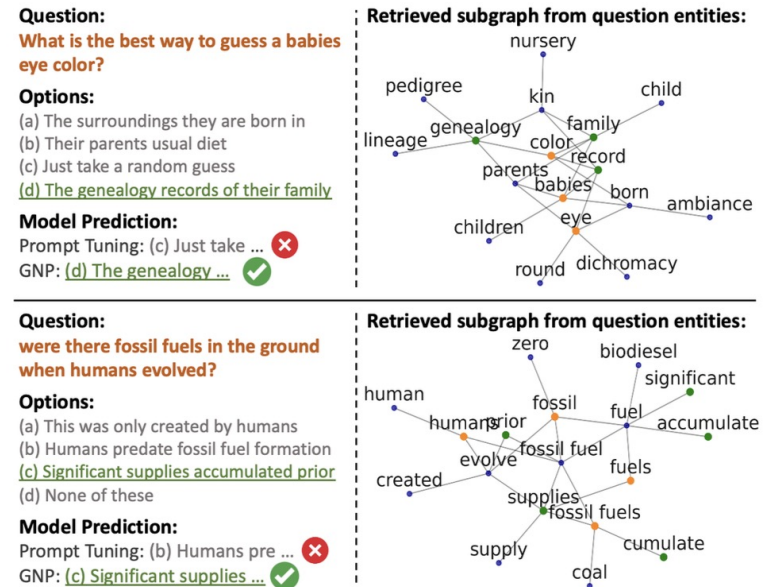 Question:
What is the best way to guess a babies
eye color?
Options:
(a) The surroundings they are born in
(b) Their parents usual diet
(c) Just take a random guess
(d) The genealogy records of their family
Model Prediction:
Prompt Tuning: (c) Just take ...
GNP: (d) The genealogy ...
Retrieved subgraph from question entities:
nursery
pedigree
kin
child
genealogy
family
lineage
color
record
parents
babies
born
ambiance
eye
children
round
dichromacy
Question:
were there fossil fuels in the ground
when humans evolved?
Options:
(a) This was only created by humans
(b) Humans predate fossil fuel formation
(c) Significant supplies accumulated prior
(d) None of these
Model Prediction:
Prompt Tuning: (b) Humans pre ...
GNP: (c) Significant supplies ...
Retrieved subgraph from question entities:
zero
biodiesel
significant
human
fossil
fuel
humans
prior
accumulate
evolve
fossil fuel
fuels
created
supplies
fossil fuels
supply
cumulate
coal